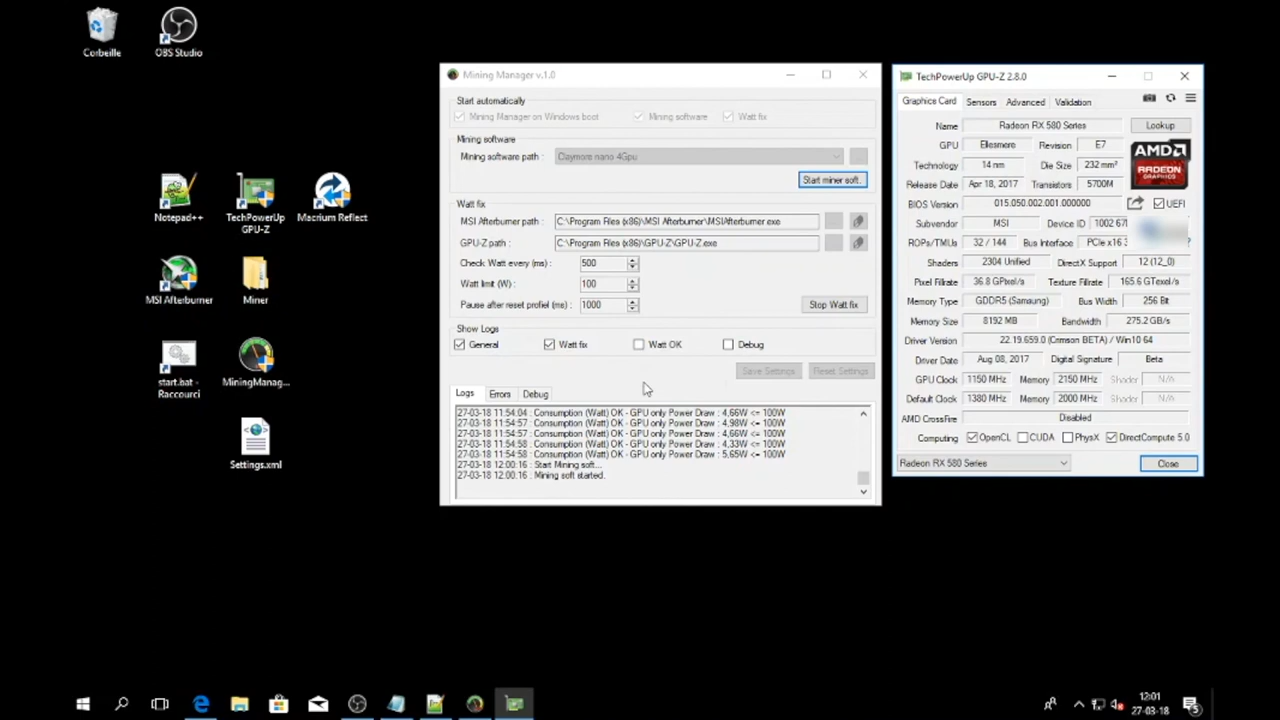 Corbeille
OBS Studio
Notepad++
TechPowerUp GPU-Z
Macrium Reflect
MSI Afterburner
Miner
start.bat - Raccourci
MiningManag...
Settings.xml
Mining Manager v.1.0
Start automatically
Mining Manager on Windows boot
Mining software
Watt fix
Mining software
Mining software path :
Claymore nano 4Gpu
...
Start miner soft.
Watt fix
MSI Afterburner path :
C:\Program Files (x86)\MSI Afterburner\MSIAfterburner.exe
GPU-Z path :
C:\Program Files (x86)\GPU-Z\GPU-Z.exe
Check Watt every (ms) :
500
Watt limit (W) :
100
Pause after reset profiel (ms) :
1000
Stop Watt fix
Show Logs
General
Watt fix
Watt OK
Debug
Save Settings
Reset Settings
Logs
Errors
Debug
27-03-18 11:54:04 : Consumption (Watt) OK - GPU only Power Draw : 4,66W <= 100W
27-03-18 11:54:57 : Consumption (Watt) OK - GPU only Power Draw : 4,98W <= 100W
27-03-18 11:54:57 : Consumption (Watt) OK - GPU only Power Draw : 4,66W <= 100W
27-03-18 11:54:58 : Consumption (Watt) OK - GPU only Power Draw : 4,33W <= 100W
27-03-18 11:54:58 : Consumption (Watt) OK - GPU only Power Draw : 5,65W <= 100W
27-03-18 12:00:16 : Start Mining soft...
27-03-18 12:00:16 : Mining soft started.
TechPowerUp GPU-Z 2.8.0
Graphics Card
Sensors
Advanced
Validation
Name
Radeon RX 580 Series
Lookup
GPU
Ellesmere
Revision
E7
AMD
RADEON
GRAPHICS
Technology
14 nm
Die Size
232 mm²
Release Date
Apr 18, 2017
Transistors
5700M
BIOS Version
015.050.002.001.000000
UEFI
Subvendor
MSI
Device ID
1002 67
ROPs/TMUs
32 / 144
Bus Interface
PCIe x16 3
?
Shaders
2304 Unified
DirectX Support
12 (12_0)
Pixel Fillrate
36.8 GPixel/s
Texture Fillrate
165.6 GTexel/s
Memory Type
GDDR5 (Samsung)
Bus Width
256 Bit
Memory Size
8192 MB
Bandwidth
275.2 GB/s
Driver Version
22.19.659.0 (Crimson BETA) / Win10 64
Driver Date
Aug 08, 2017
Digital Signature
Beta
GPU Clock
1150 MHz
Memory
2150 MHz
Shader
N/A
Default Clock
1380 MHz
Memory
2000 MHz
Shader
N/A
AMD CrossFire
Disabled
Computing
OpenCL
CUDA
PhysX
DirectCompute 5.0
Radeon RX 580 Series
Close
12:01
27-03-18
5